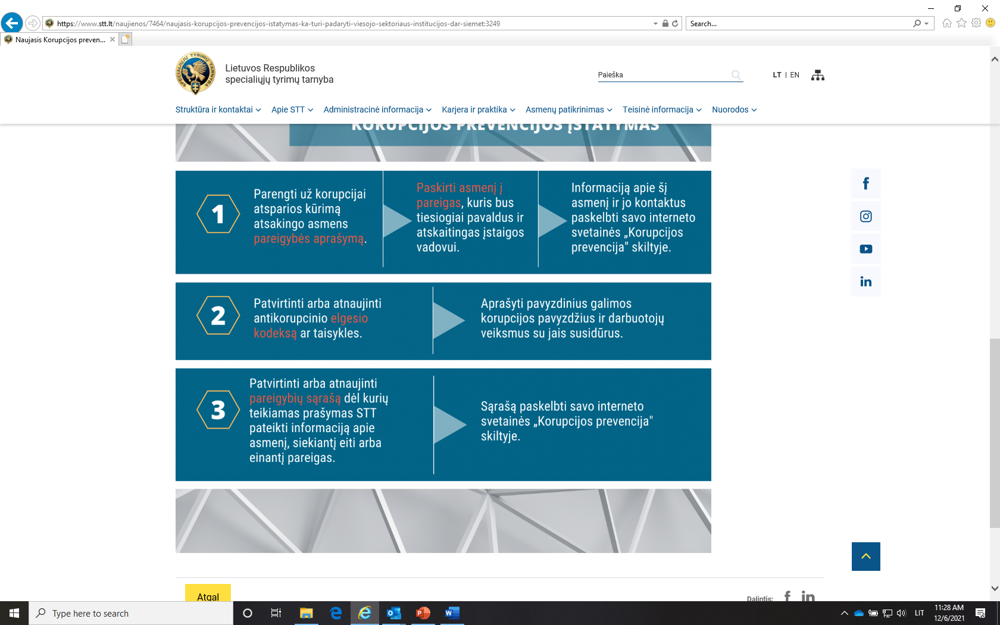 https://www.stt.lt/naujienos/7464/naujasis-korupcijos-prevencijos-istatymas-ka-turi-padaryti-viesojo-sektoriaus-institucijos-dar-siemet:3249
Search...
Naujasis Korupcijos preven...
Lietuvos Respublikos
specialiųjų tyrimų tarnyba
Paieška
LT | EN
Struktūra ir kontaktai
Apie STT
Administracinė informacija
Karjera ir praktika
Asmenų patikrinimas
Teisinė informacija
Nuorodos
KORUPCIJOS PREVENCIJOS ĮSTATYMAS
1
Parengti už korupcijai
atsparios kūrimą
atsakingo asmens
pareigybės aprašymą.
Paskirti asmenį į
pareigas, kuris bus
tiesiogiai pavaldus ir
atskaitingas įstaigos
vadovui.
Informaciją apie šį
asmenį ir jo kontaktus
paskelbti savo interneto
svetainės „Korupcijos
prevencija" skiltyje.
2
Patvirtinti arba atnaujinti
antikorupcinio elgesio
kodeksą ar taisykles.
Aprašyti pavyzdinius galimos
korupcijos pavyzdžius ir darbuotojų
veiksmus su jais susidūrus.
3
Patvirtinti arba atnaujinti
pareigybių sąrašą dėl kurių
teikiamas prašymas STT
pateikti informaciją apie
asmenį, siekiantį eiti arba
einantį pareigas.
Sąrašą paskelbti savo interneto
svetainės „Korupcijos prevencija"
skiltyje.
Atgal
Dalintis:
Type here to search
LIT
11:28 AM
12/6/2021